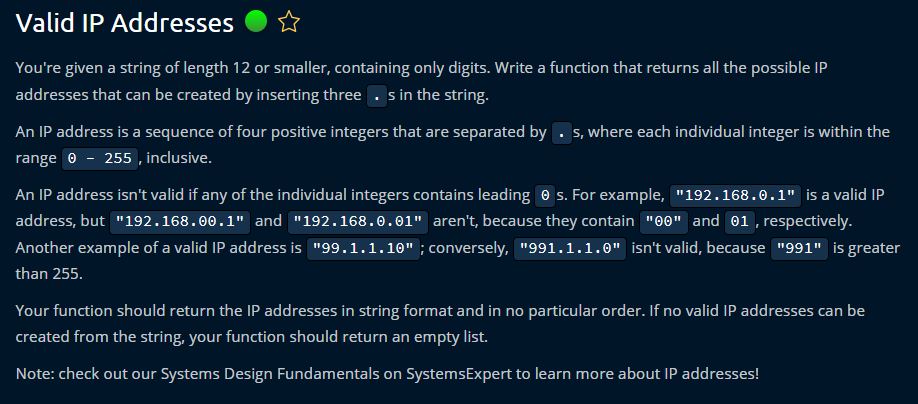 Valid IP Addresses
You're given a string of length 12 or smaller, containing only digits. Write a function that returns all the possible IP
addresses that can be created by inserting three . s in the string.
An IP address is a sequence of four positive integers that are separated by . s, where each individual integer is within the
range 0 - 255 , inclusive.
An IP address isn't valid if any of the individual integers contains leading 0 s. For example, "192.168.0.1" is a valid IP
address, but "192.168.00.1" and "192.168.0.01" aren't, because they contain "00" and 01 , respectively.
Another example of a valid IP address is "99.1.1.10" ; conversely, "991.1.1.0" isn't valid, because "991" is greater
than 255.
Your function should return the IP addresses in string format and in no particular order. If no valid IP addresses can be
created from the string, your function should return an empty list.
Note: check out our Systems Design Fundamentals on SystemsExpert to learn more about IP addresses!